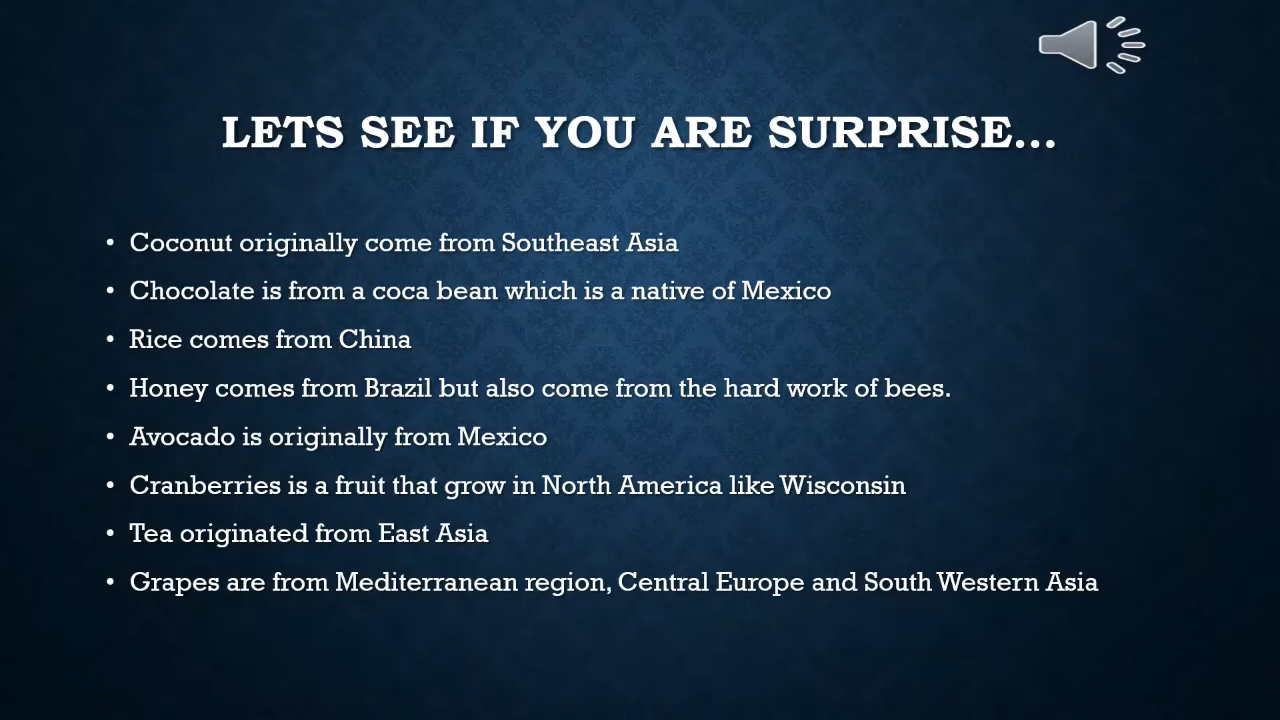 LETS SEE IF YOU ARE SURPRISE...
• Coconut originally come from Southeast Asia
• Chocolate is from a coca bean which is a native of Mexico
• Rice comes from China
• Honey comes from Brazil but also come from the hard work of bees.
• Avocado is originally from Mexico
• Cranberries is a fruit that grow in North America like Wisconsin
• Tea originated from East Asia
• Grapes are from Mediterranean region, Central Europe and South Western Asia